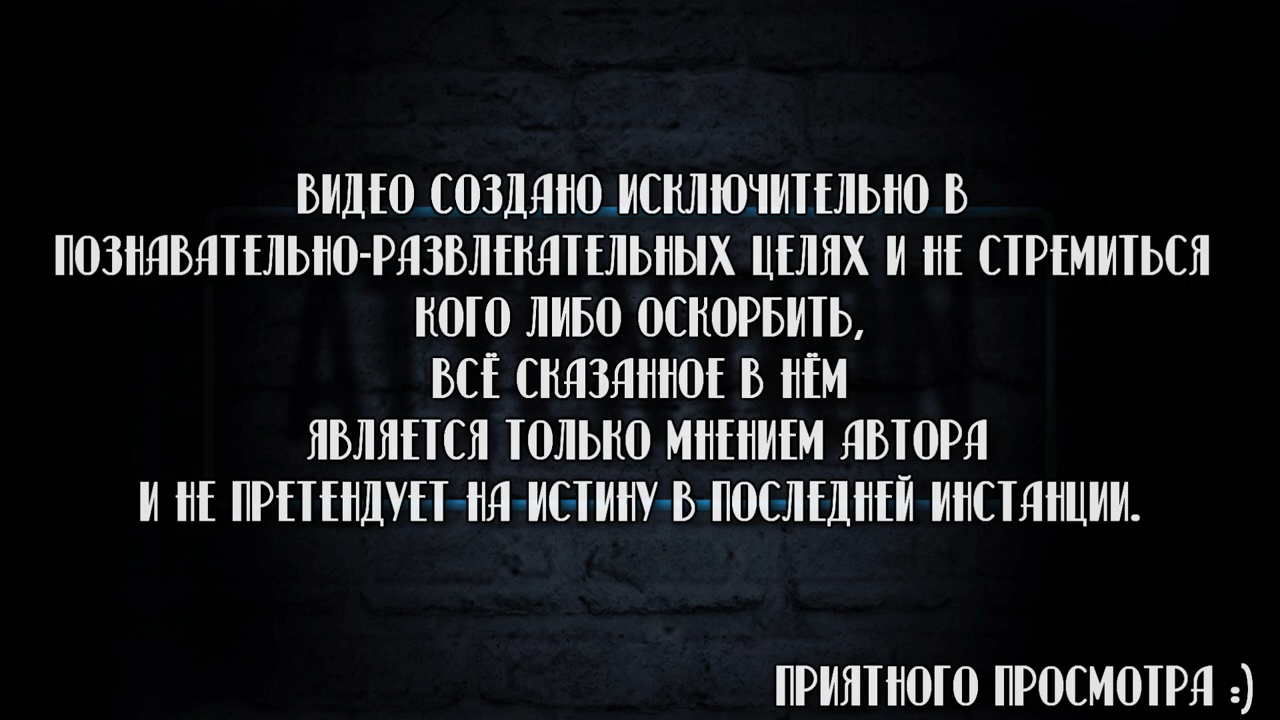 ВИДЕО СОЗДАНО ИСКЛЮЧИТЕЛЬНО В
ПОЗНАВАТЕЛЬНО-РАЗВЛЕКАТЕЛЬНЫХ ЦЕЛЯХ И НЕ СТРЕМИТЬСЯ
КОГО ЛИБО ОСКОРБИТЬ,
ВСЁ СКАЗАННОЕ В НЁМ
ЯВЛЯЕТСЯ ТОЛЬКО МНЕНИЕМ АВТОРА
И НЕ ПРЕТЕНДУЕТ НА ИСТИНУ В ПОСЛЕДНЕЙ ИНСТАНЦИИ.
ПРИЯТНОГО ПРОСМОТРА :)